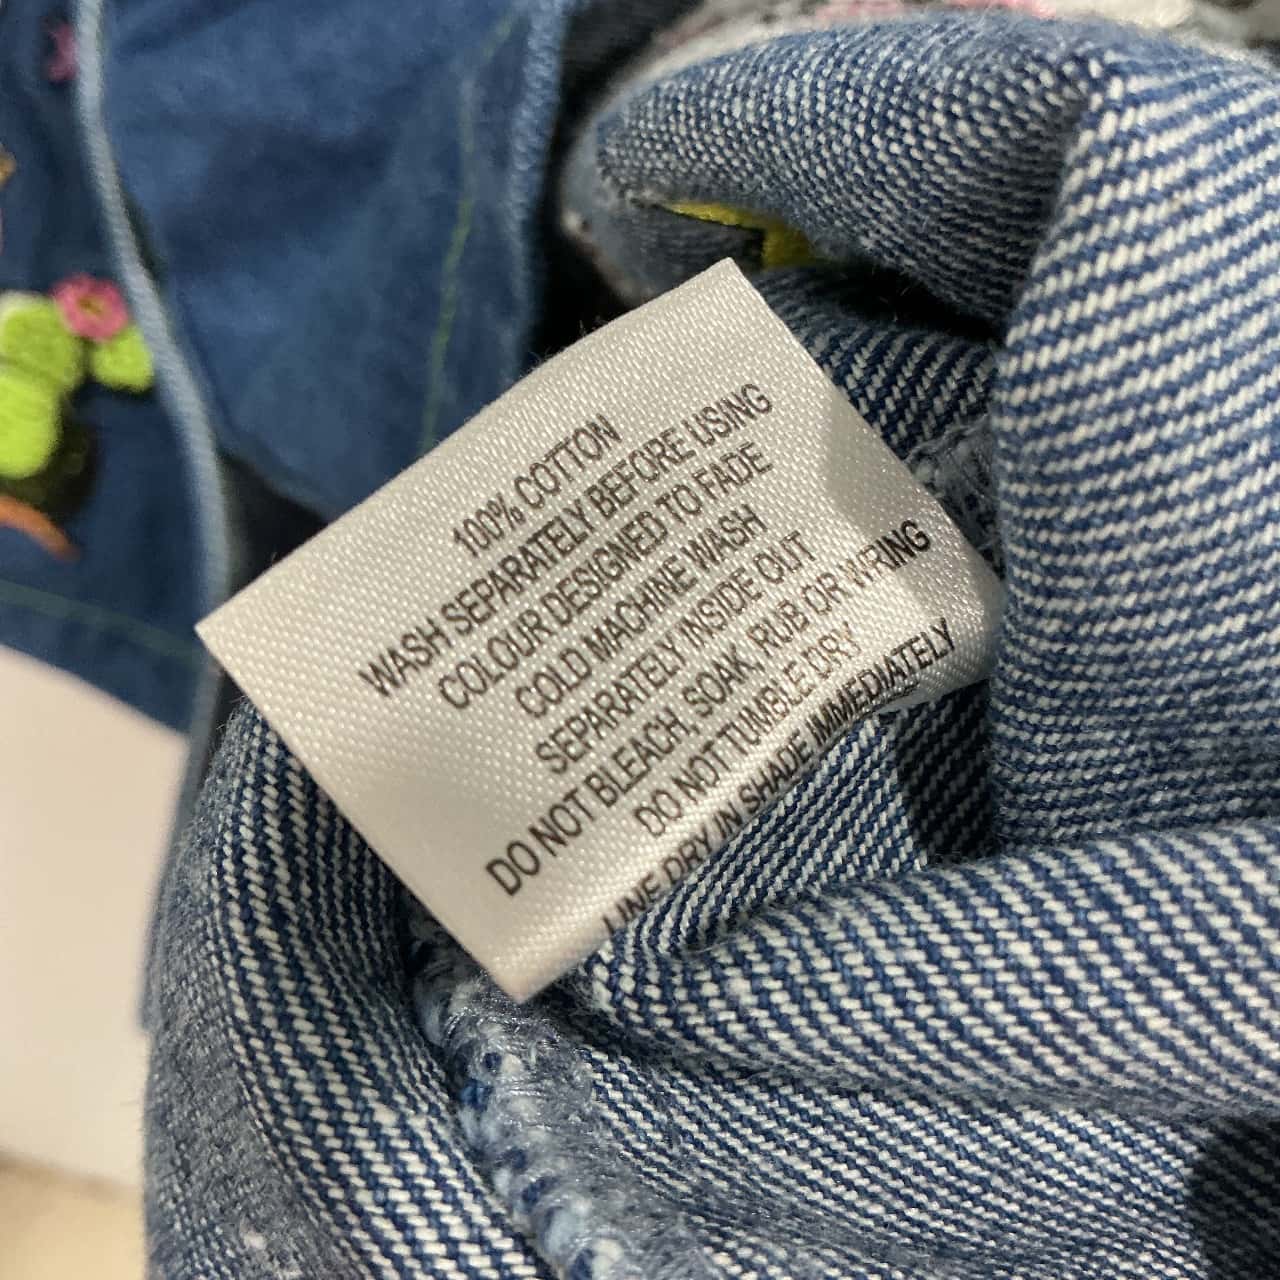 100% COTTON
WASH SEPARATELY BEFORE USING
COLOUR DESIGNED TO FADE
COLD MACHINE WASH
SEPARATELY INSIDE OUT
DO NOT BLEACH, SOAK, RUB OR WRING
DO NOT TUMBLE DRY
LINE DRY IN SHADE IMMEDIATELY